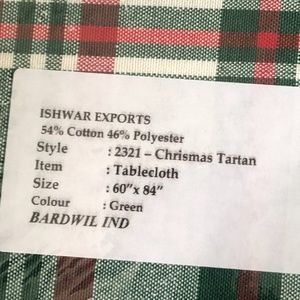 ISHWAR EXPORTS
54% Cotton 46% Polyester
Style : 2321 – Chrismas Tartan
Item : Tablecloth
Size : 60”x 84”
Colour : Green
BARDWIL IND